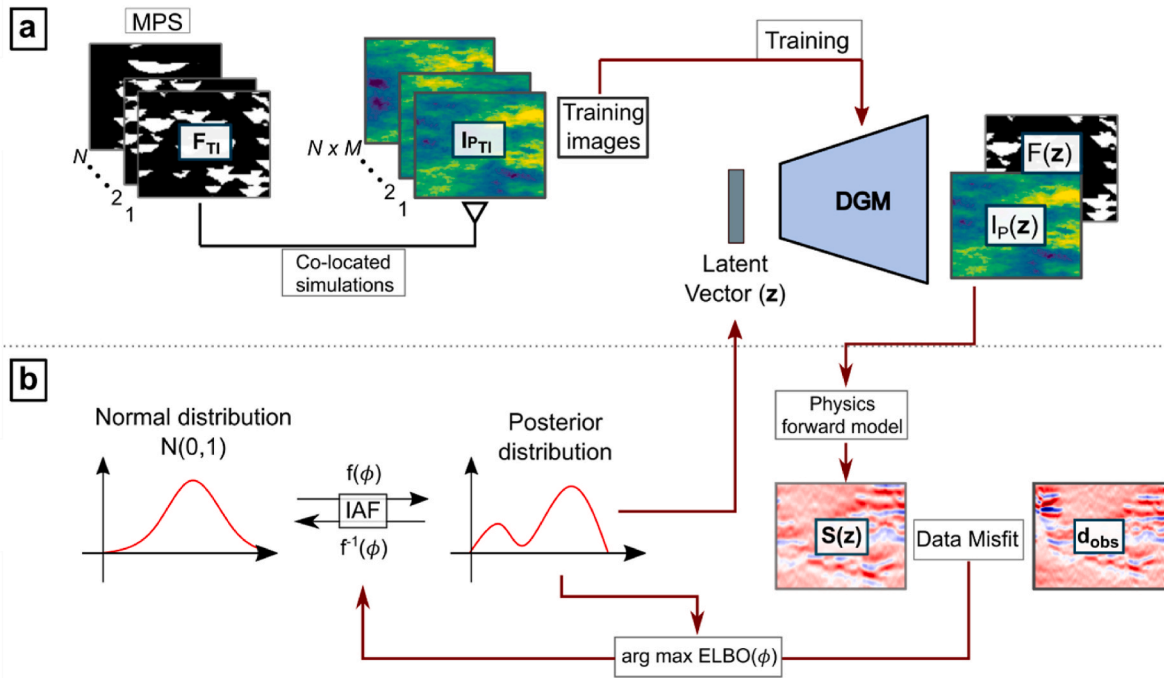 a
MPS
F_TI
N
2
1
I_P_TI
N x M
2
1
Co-located
simulations
Training
images
Training
DGM
Latent
Vector (z)
F(z)
I_P(z)
b
Normal distribution
N(0,1)
f(ϕ)
IAF
f⁻¹(ϕ)
Posterior
distribution
Physics
forward model
S(z)
Data Misfit
d_obs
arg max ELBO(ϕ)